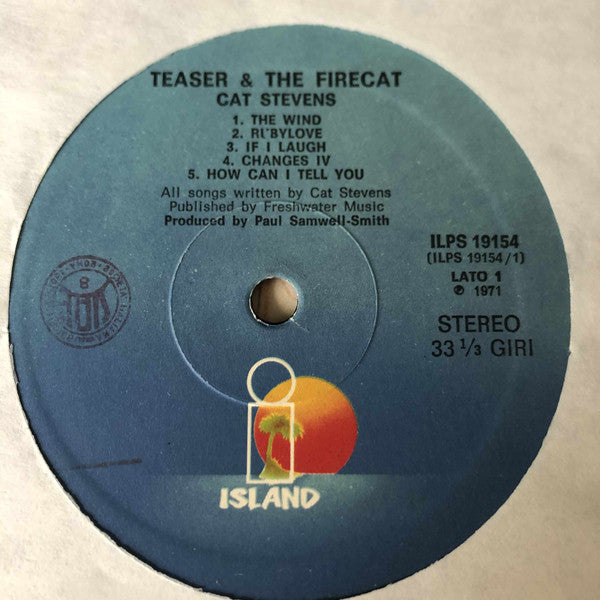 TEASER & THE FIRECAT
CAT STEVENS
1. THE WIND
2. RUBYLOVE
3. IF I LAUGH
4. CHANGES IV
5. HOW CAN I TELL YOU
All songs written by Cat Stevens
Published by Freshwater Music
Produced by Paul Samwell-Smith
ILPS 19154
(ILPS 19154/1)
LATO 1
℗ 1971
STEREO
33 1/3 GIRI
8
i
ISLAND